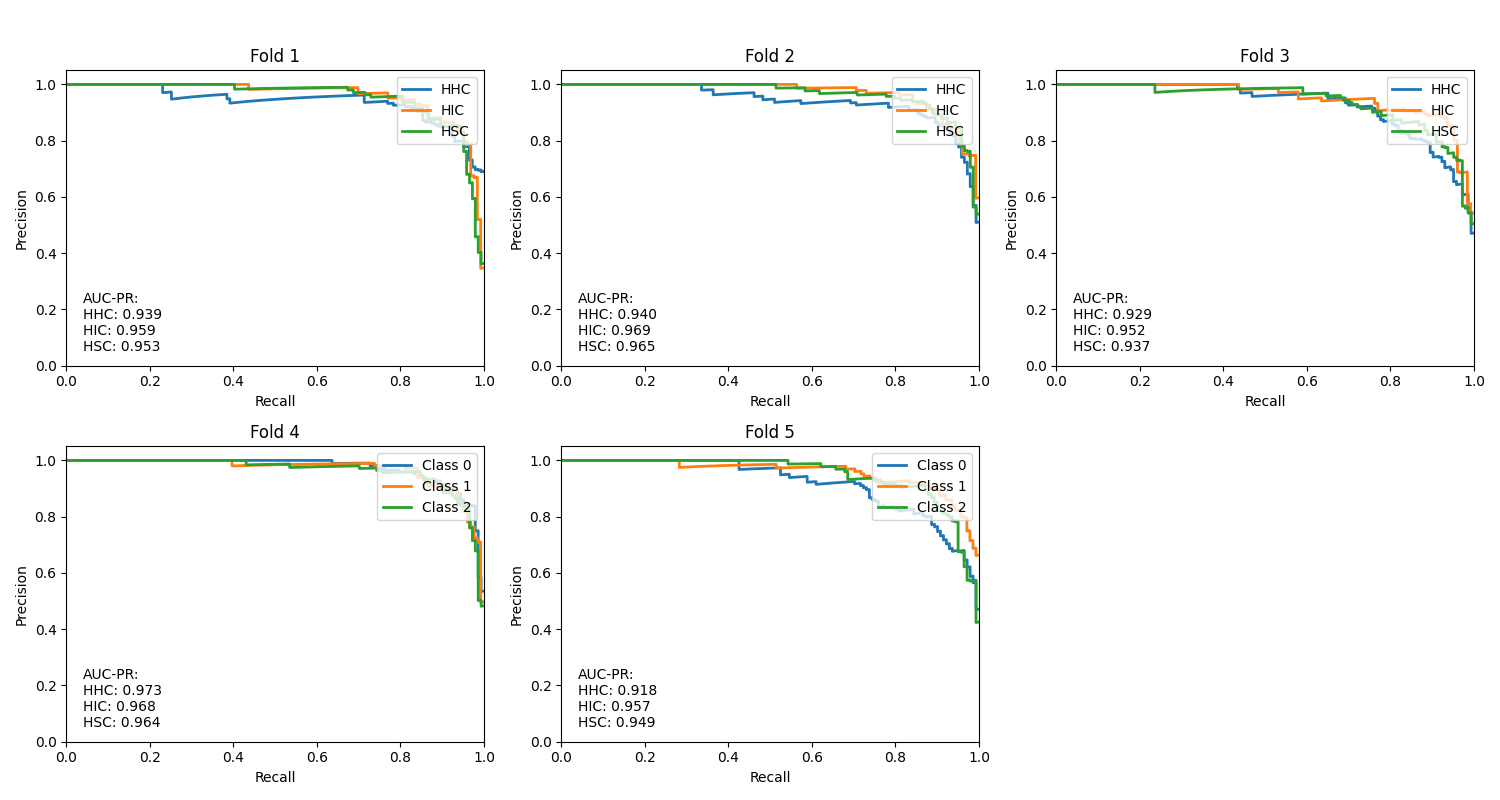 Fold 1
1.0
0.8
0.6
0.4
0.2
0.0
Precision
HHC
HIC
HSC
AUC-PR:
HHC: 0.939
HIC: 0.959
HSC: 0.953
0.0 0.2 0.4 0.6 0.8 1.0
Recall
Fold 2
1.0
0.8
0.6
0.4
0.2
0.0
Precision
HHC
HIC
HSC
AUC-PR:
HHC: 0.940
HIC: 0.969
HSC: 0.965
0.0 0.2 0.4 0.6 0.8 1.0
Recall
Fold 3
1.0
0.8
0.6
0.4
0.2
0.0
Precision
HHC
HIC
HSC
AUC-PR:
HHC: 0.929
HIC: 0.952
HSC: 0.937
0.0 0.2 0.4 0.6 0.8 1.0
Recall
Fold 4
1.0
0.8
0.6
0.4
0.2
0.0
Precision
Class 0
Class 1
Class 2
AUC-PR:
HHC: 0.973
HIC: 0.968
HSC: 0.964
0.0 0.2 0.4 0.6 0.8 1.0
Recall
Fold 5
1.0
0.8
0.6
0.4
0.2
0.0
Precision
Class 0
Class 1
Class 2
AUC-PR:
HHC: 0.918
HIC: 0.957
HSC: 0.949
0.0 0.2 0.4 0.6 0.8 1.0
Recall